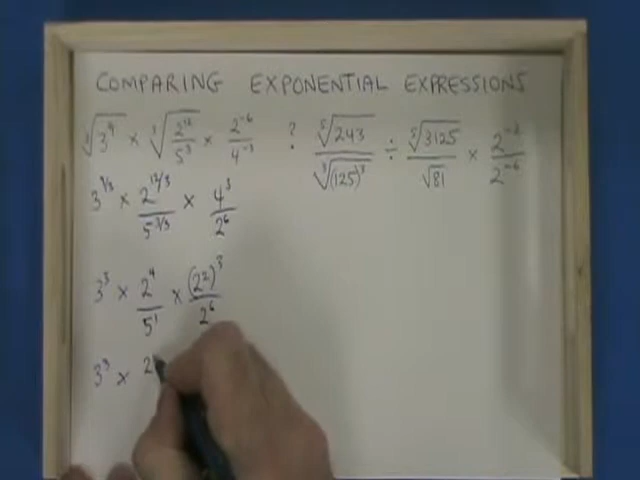 COMPARING EXPONENTIAL EXPRESSIONS
∛(3⁹) × ∛(2¹²/5³) × 2⁻⁶/4⁻³ ? ⁵√243/∛(125)³ ÷ ⁵√3125/√81 × 2⁻²/2⁻⁶
3^(9/3) × 2^(12/3)/5^(3/3) × 4³/2⁶
3³ × 2⁴/5¹ × (2²)³/2⁶
3³ × 2